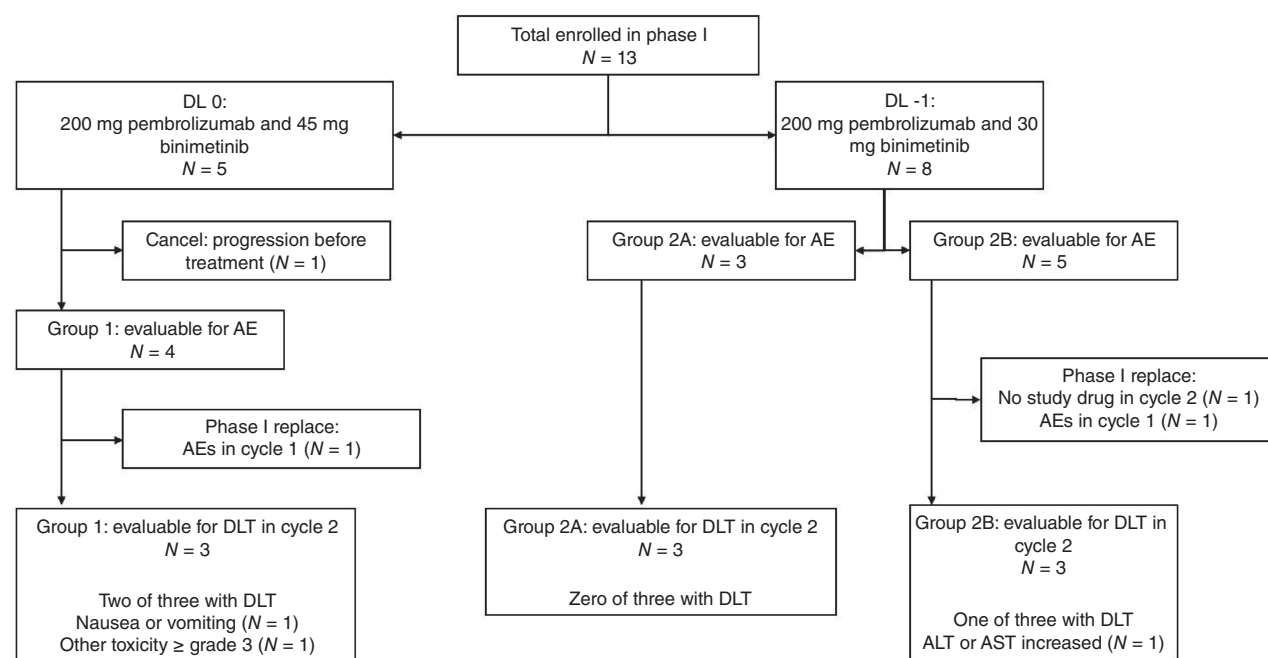 Total enrolled in phase I
N = 13
DL 0:
200 mg pembrolizumab and 45 mg
binimetinib
N = 5
DL -1:
200 mg pembrolizumab and 30
mg binimetinib
N = 8
Cancel: progression before
treatment (N = 1)
Group 2A: evaluable for AE
N = 3
Group 2B: evaluable for AE
N = 5
Group 1: evaluable for AE
N = 4
Phase I replace:
No study drug in cycle 2 (N = 1)
AEs in cycle 1 (N = 1)
Phase I replace:
AEs in cycle 1 (N = 1)
Group 1: evaluable for DLT in cycle 2
N = 3
Two of three with DLT
Nausea or vomiting (N = 1)
Other toxicity ≥ grade 3 (N = 1)
Group 2A: evaluable for DLT in cycle 2
N = 3
Zero of three with DLT
Group 2B: evaluable for DLT in
cycle 2
N = 3
One of three with DLT
ALT or AST increased (N = 1)